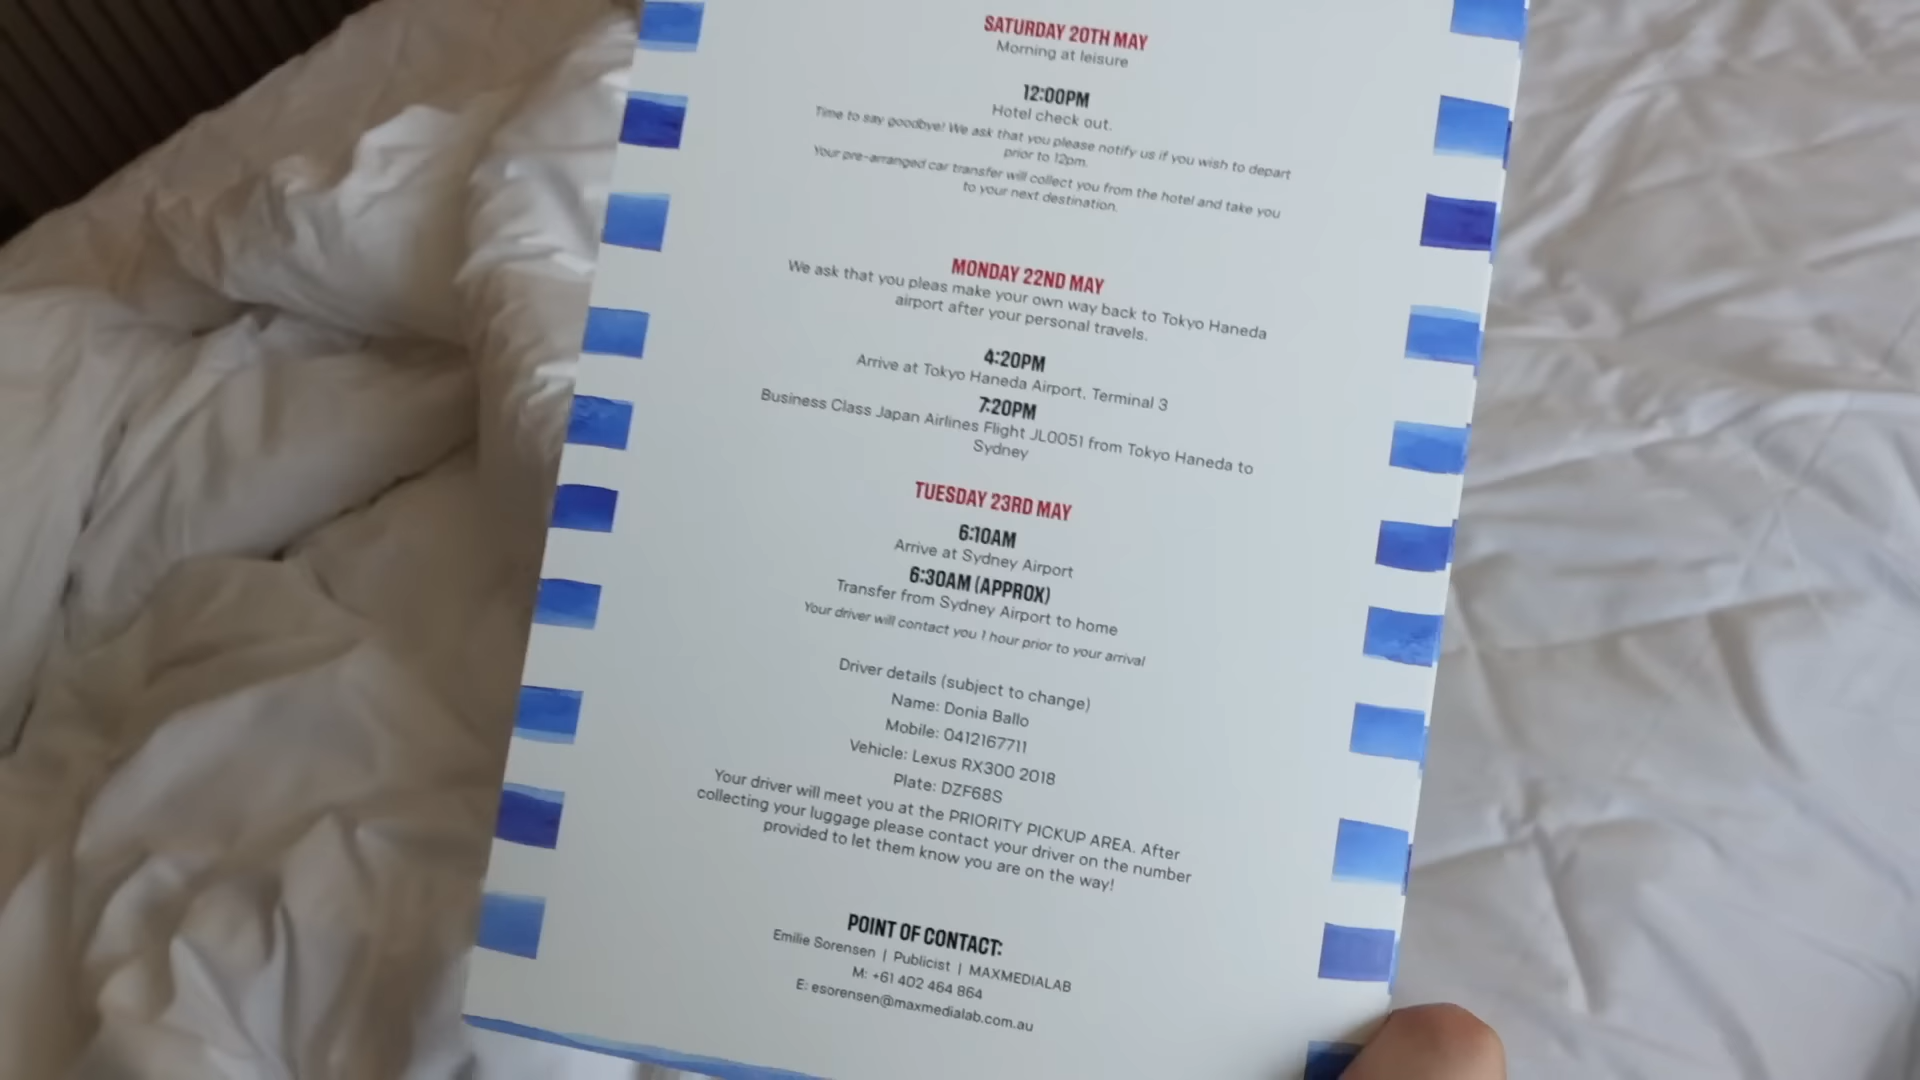 SATURDAY 20TH MAY
Morning at leisure
12:00PM
Hotel check out.
Time to say goodbye! We ask that you please notify us if you wish to depart
prior to 12pm.
Your pre-arranged car transfer will collect you from the hotel and take you
to your next destination.
MONDAY 22ND MAY
We ask that you pleas make your own way back to Tokyo Haneda
airport after your personal travels.
4:20PM
Arrive at Tokyo Haneda Airport, Terminal 3
7:20PM
Business Class Japan Airlines Flight JL0051 from Tokyo Haneda to
Sydney
TUESDAY 23RD MAY
6:10AM
Arrive at Sydney Airport
6:30AM (APPROX)
Transfer from Sydney Airport to home
Your driver will contact you 1 hour prior to your arrival
Driver details (subject to change)
Name: Donia Ballo
Mobile: 0412167711
Vehicle: Lexus RX300 2018
Plate: DZF68S
Your driver will meet you at the PRIORITY PICKUP AREA. After
collecting your luggage please contact your driver on the number
provided to let them know you are on the way!
POINT OF CONTACT:
Emilie Sorensen | Publicist | MAXMEDIALAB
M: +61 402 464 864
E: esorensen@maxmedialab.com.au